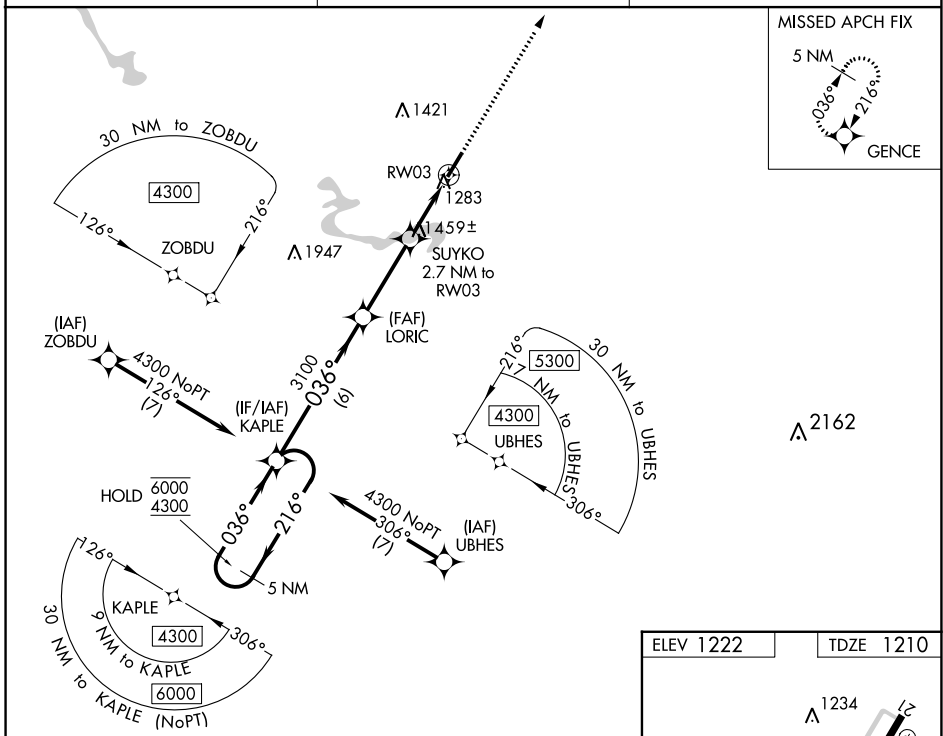 MISSED APCH FIX
5 NM
036°
216°
GENCE
1421
30 NM to ZOBDU
4300
126°
216°
ZOBDU
RW03
1283
1459±
SUYKO
2.7 NM to
RW03
1947
(FAF)
LORIC
(IAF)
ZOBDU
4300 NoPT
126°
(7)
3100
036°
(6)
(IF/IAF)
KAPLE
216°
5300
30 NM to UBHES
7 NM to UBHES
4300
UBHES
306°
2162
HOLD 6000
4300
036°
216°
5 NM
4300 NoPT
306°
(7)
(IAF)
UBHES
126°
KAPLE
306°
4300
9 NM to KAPLE
6000
30 NM to KAPLE (NoPT)
ELEV 1222
TDZE 1210
1234
21